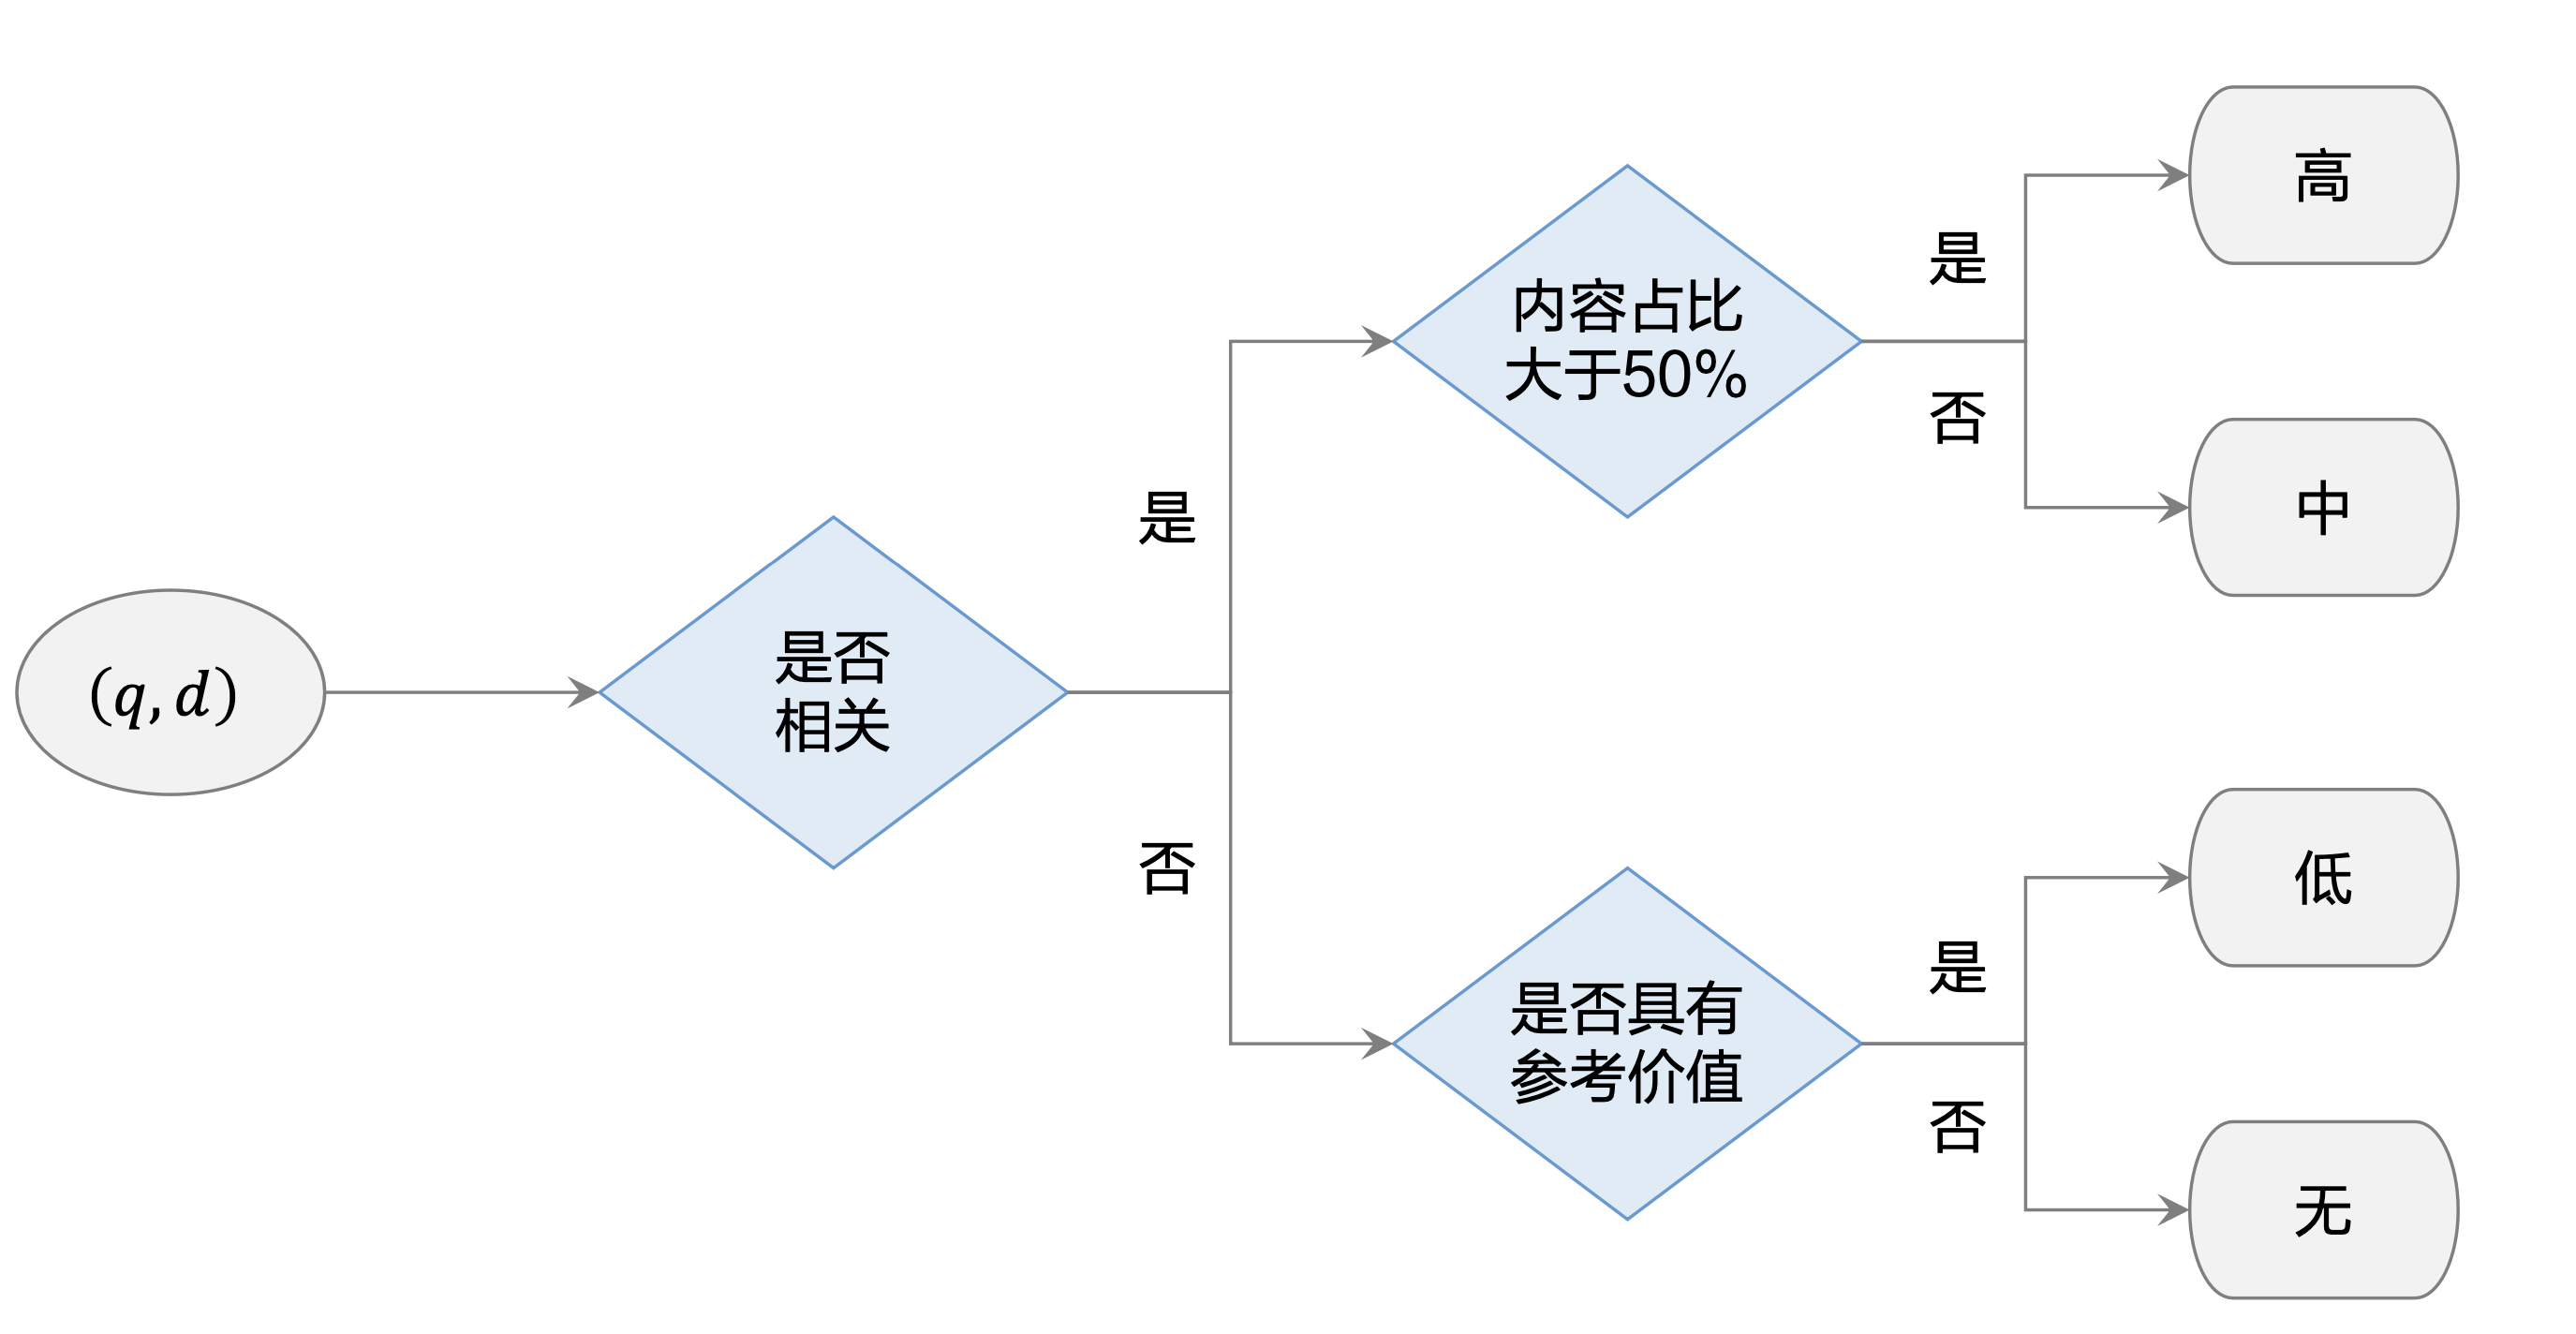 (q, d)
是否
相关
是
否
内容占比
大于50%
是
否
高
中
是否具有
参考价值
是
否
低
无